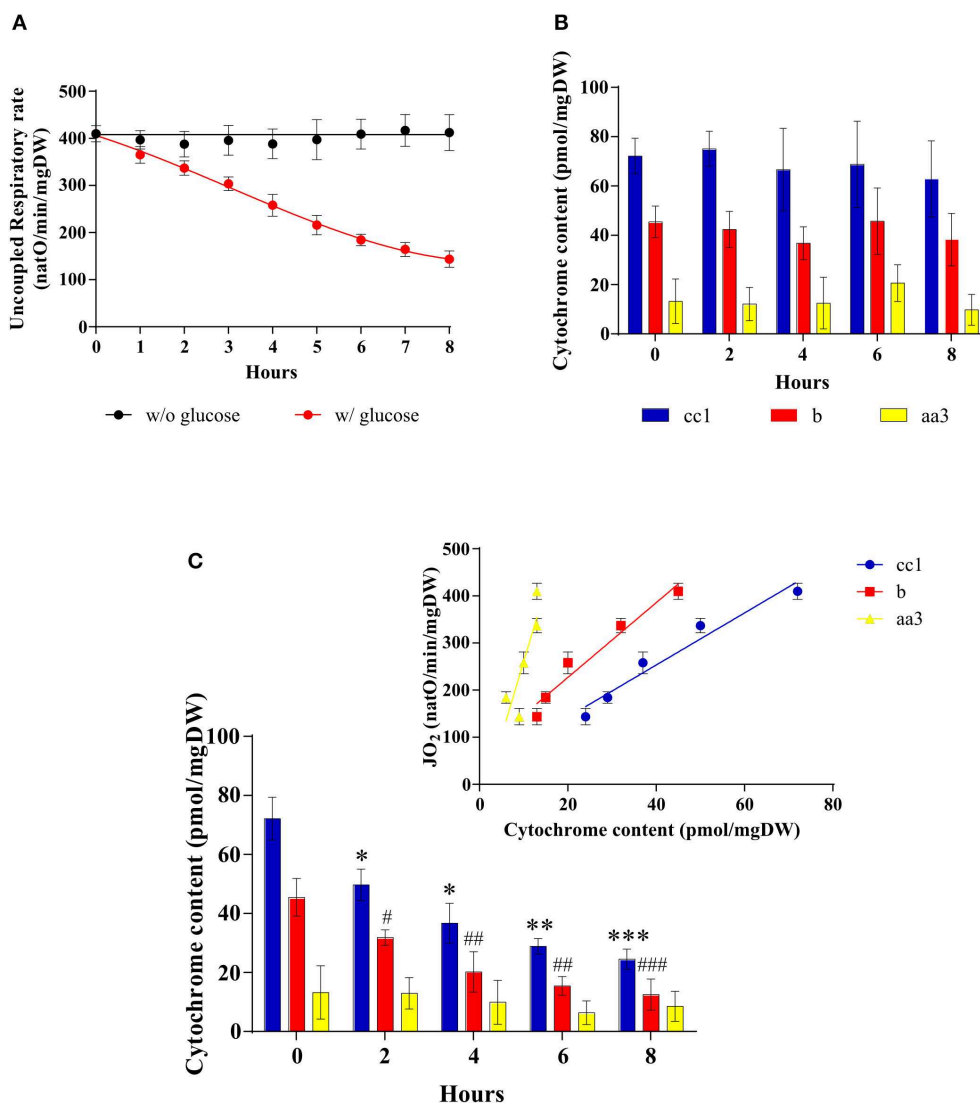 A
Uncoupled Respiratory rate
(natO/min/mgDW)
500
400
300
200
100
0
0 1 2 3 4 5 6 7 8
Hours
w/o glucose w/ glucose
B
Cytochrome content (pmol/mgDW)
100
80
60
40
20
0
0 2 4 6 8
Hours
cc1 b aa3
C
JO₂ (natO/min/mgDW)
500
400
300
200
100
0
0 20 40 60 80
Cytochrome content (pmol/mgDW)
cc1
b
aa3
Cytochrome content (pmol/mgDW)
100
80
60
40
20
0
* # * ## ** ## *** ###
0 2 4 6 8
Hours